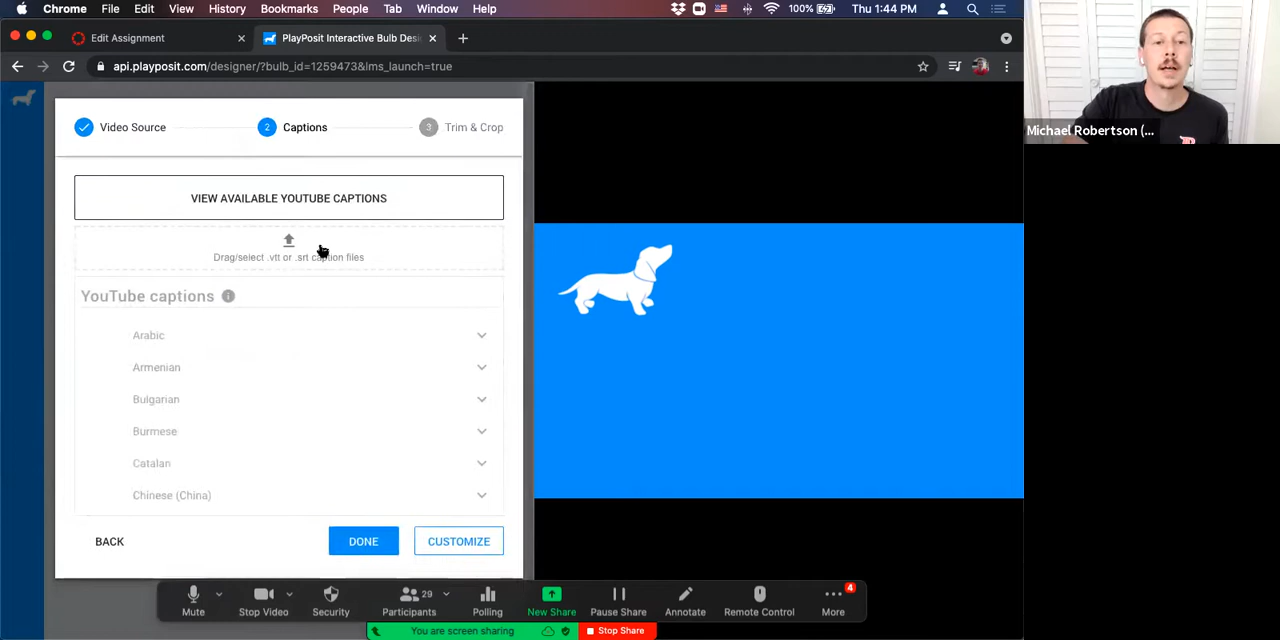 Chrome File Edit View History Bookmarks People Tab Window Help 100% Thu 1:44 PM
Edit Assignment PlayPosit Interactive Bulb Desi
api.playposit.com/designer/?bulb_id=1259473&lms_launch=true
Video Source 2 Captions 3 Trim & Crop
VIEW AVAILABLE YOUTUBE CAPTIONS
Drag/select .vtt or .srt caption files
YouTube captions
Arabic
Armenian
Bulgarian
Burmese
Catalan
Chinese (China)
BACK DONE CUSTOMIZE
Michael Robertson (...
29 4
Mute Stop Video Security Participants Polling New Share Pause Share Annotate Remote Control More
You are screen sharing Stop Share